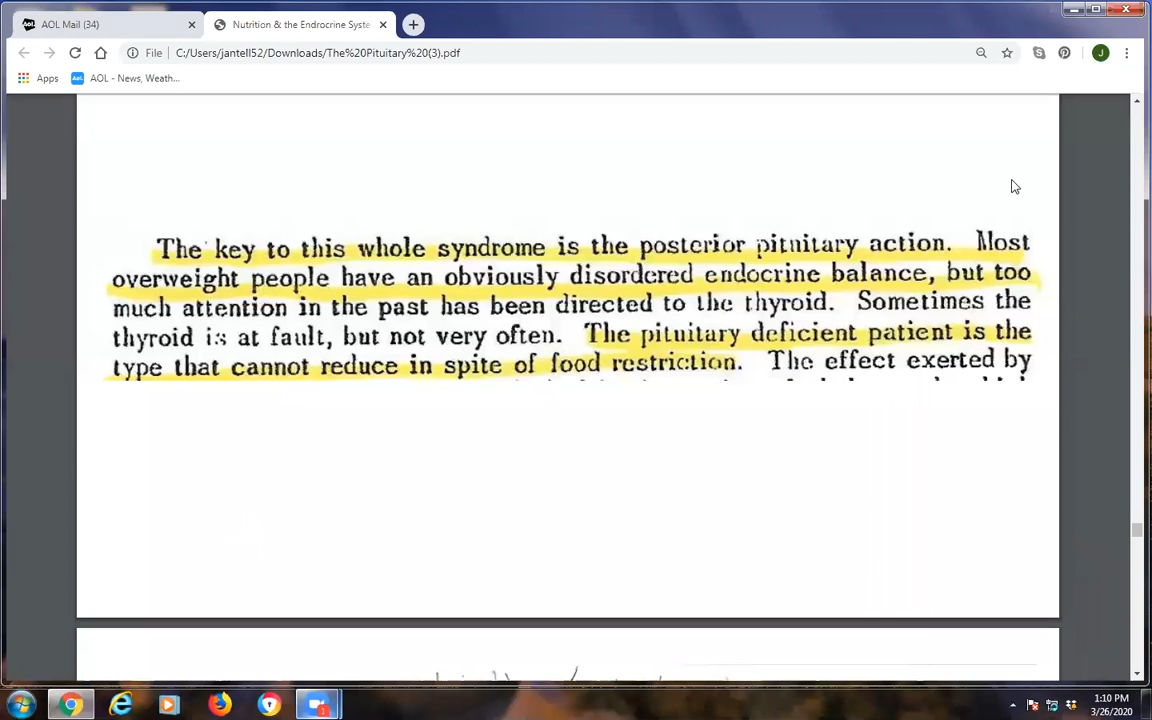 AOL Mail (34)
Nutrition & the Endocrine Syste
File
C:/Users/jantell52/Downloads/The%20Pituitary%20(3).pdf
J
Apps
AOL - News, Weath...
The key to this whole syndrome is the posterior pituitary action. Most
overweight people have an obviously disordered endocrine balance, but too
much attention in the past has been directed to the thyroid. Sometimes the
thyroid is at fault, but not very often. The pituitary deficient patient is the
type that cannot reduce in spite of food restriction. The effect exerted by
1:10 PM
3/26/2020